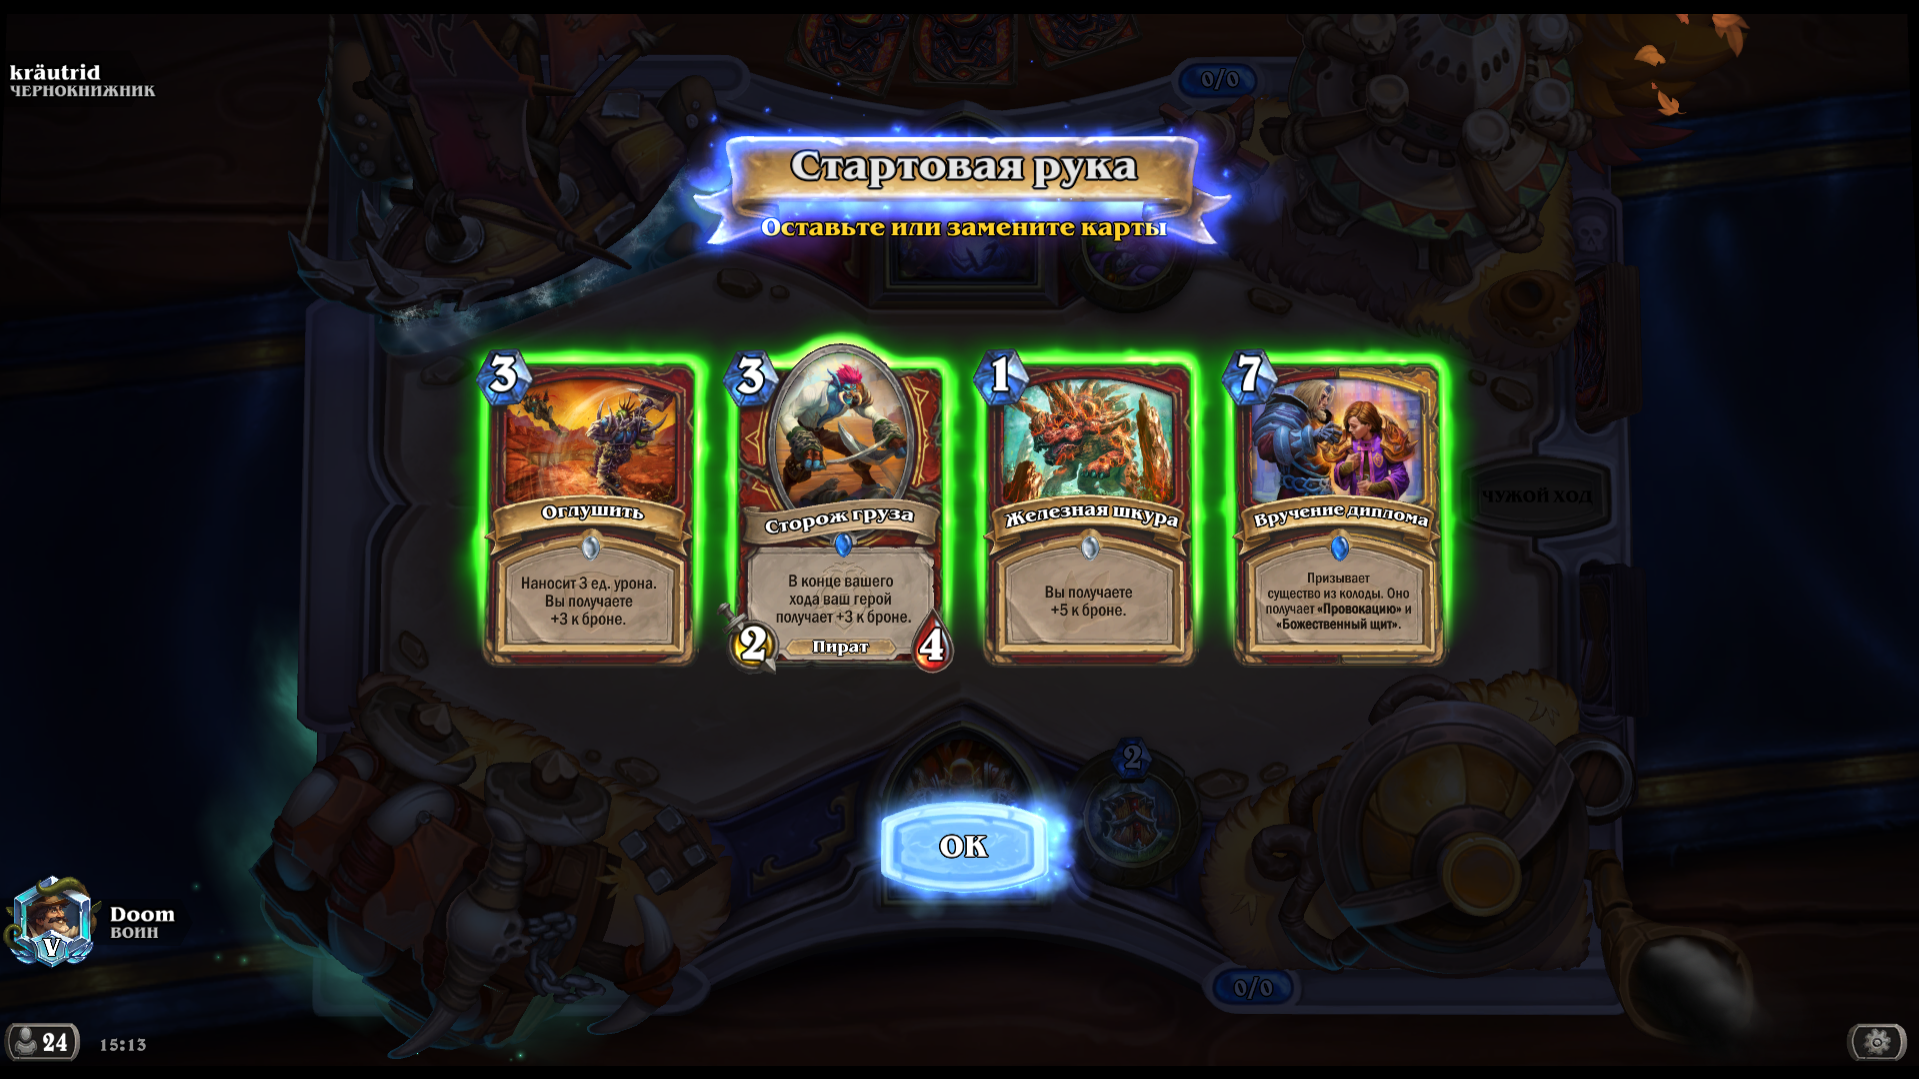 kräutrid
ЧЕРНОКНИЖНИК
0/0
Стартовая рука
Оставьте или замените карты
3
Оглушить
Наносит 3 ед. урона.
Вы получаете
+3 к броне.
3
Сторож груза
В конце вашего
хода ваш герой
получает +3 к броне.
2
Пират
4
1
Железная шкура
Вы получаете
+5 к броне.
7
Вручение диплома
Призывает
существо из колоды. Оно
получает «Провокацию» и
«Божественный щит».
ЧУЖОЙ ХОД
2
ОК
V
Doom
ВОИН
0/0
24
15:13